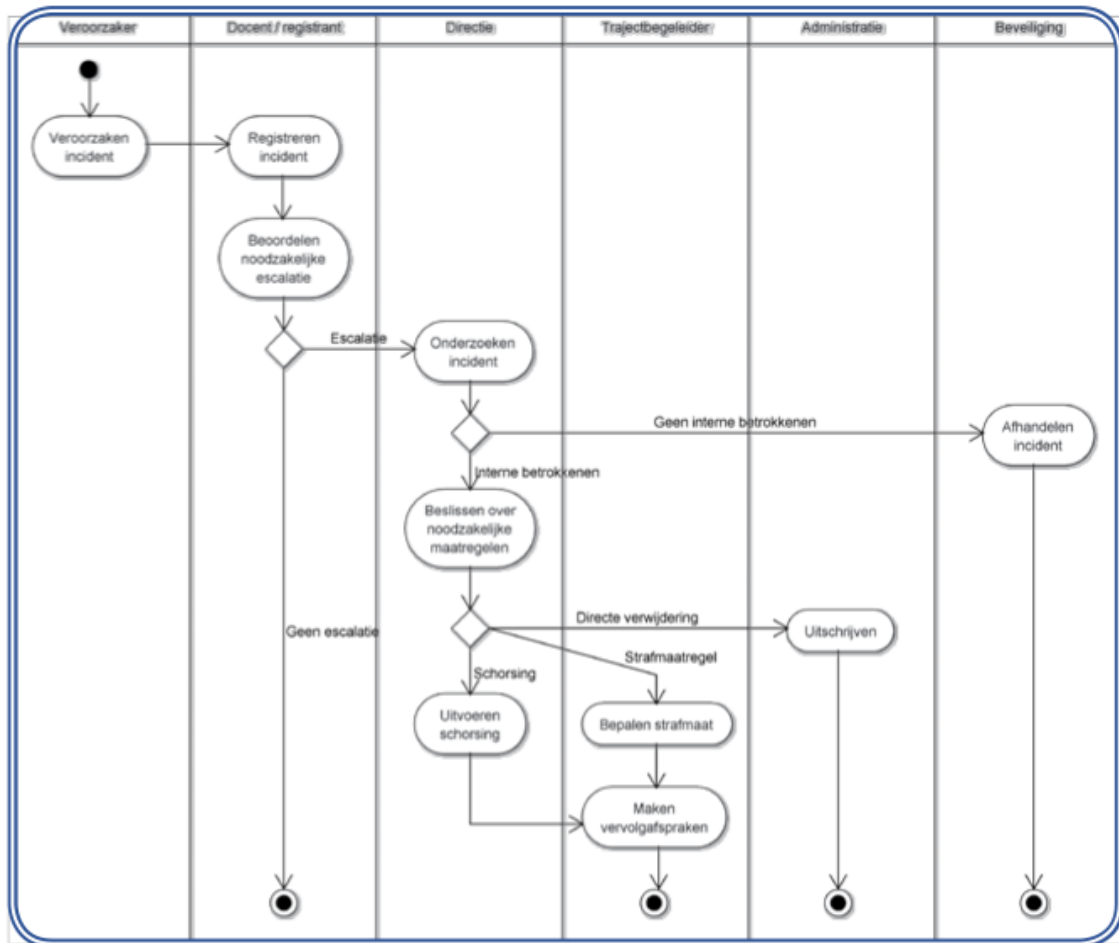 Veroorzaker
Docent / registrant
Directie
Trajectbegeleider
Administratie
Beveiliging
Veroorzaken
incident
Registreren
incident
Beoordelen
noodzakelijke
escalatie
Escalatie
Onderzoeken
incident
Geen interne betrokkenen
Afhandelen
incident
Interne betrokkenen
Beslissen over
noodzakelijke
maatregelen
Directe verwijdering
Uitschrijven
Geen escalatie
Strafmaatregel
Schorsing
Uitvoeren
schorsing
Bepalen strafmaat
Maken
vervolgafspraken